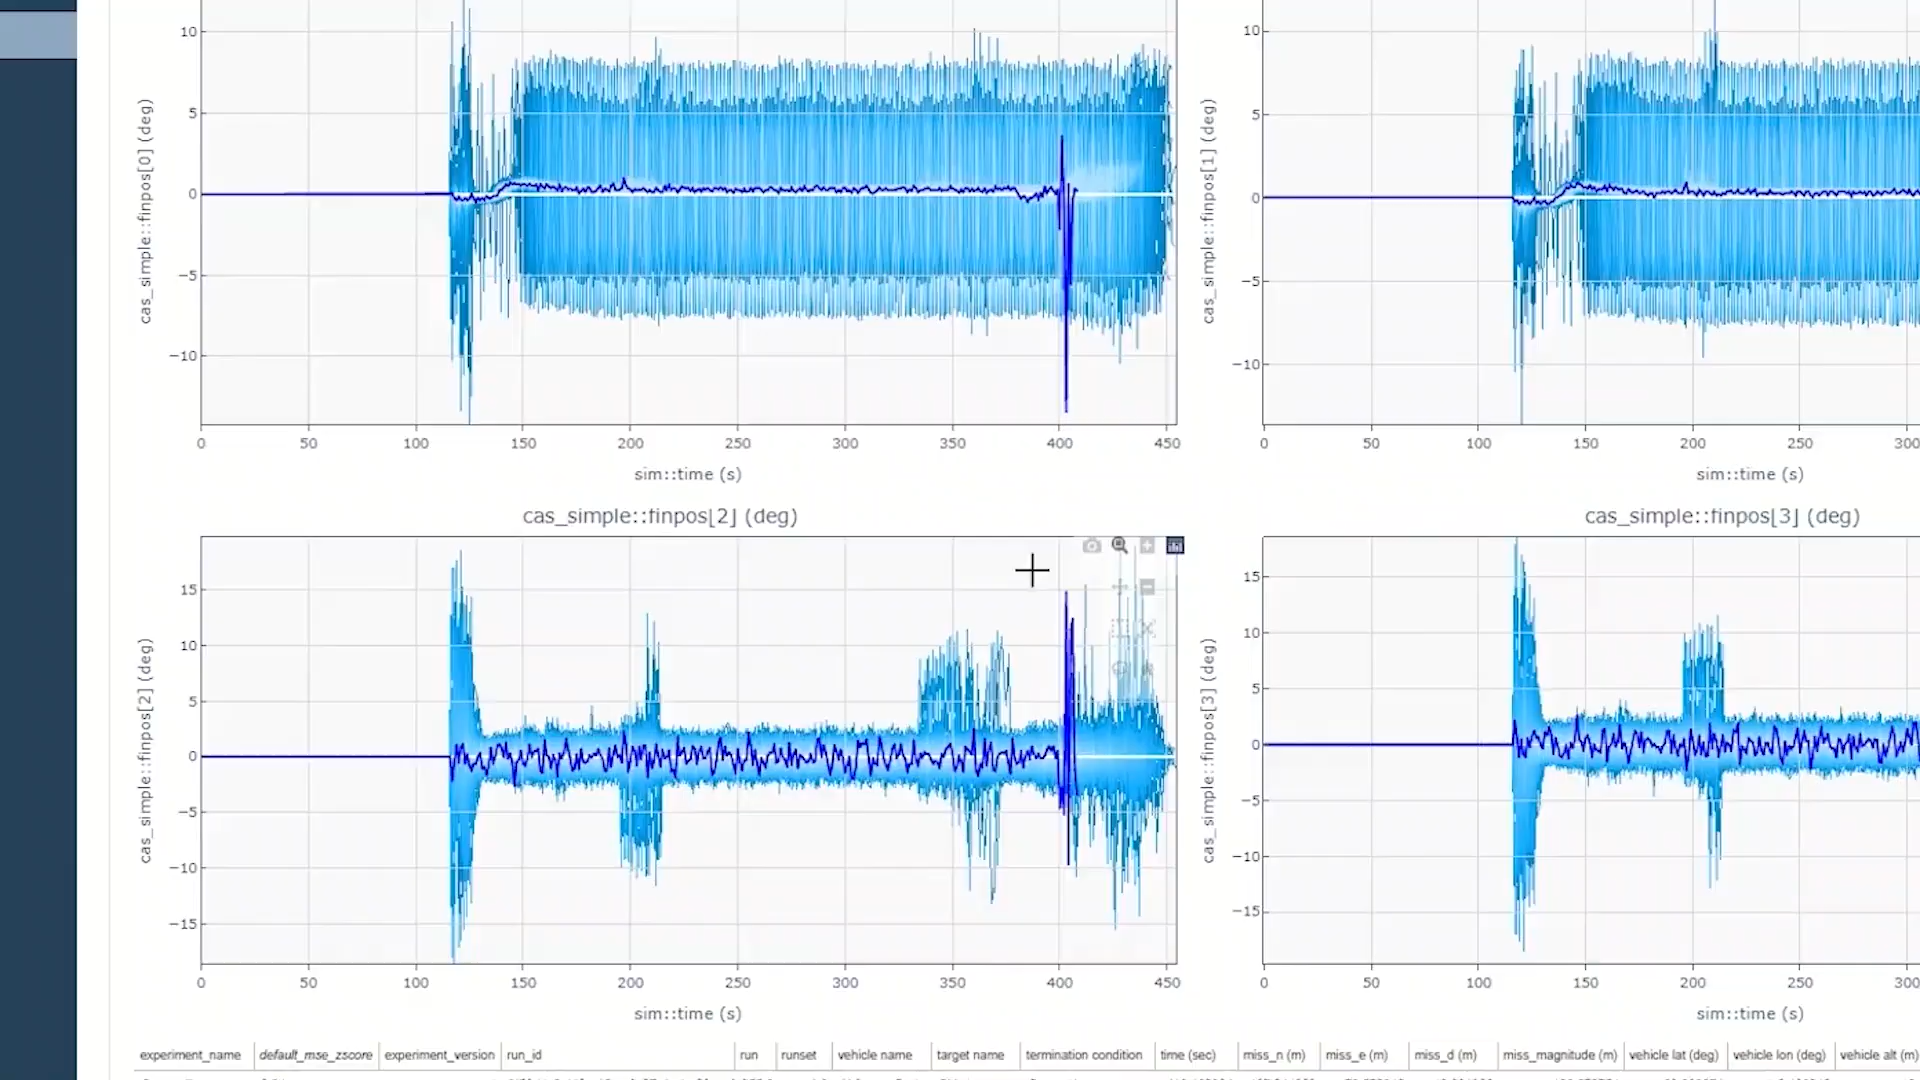 10
5
0
−5
−10
cas_simple::finpos[0] (deg)
0 50 100 150 200 250 300 350 400 450
sim::time (s)
10
5
0
−5
−10
cas_simple::finpos[1] (deg)
0 50 100 150 200 250 300
sim::time (s)
cas_simple::finpos[2] (deg)
15
10
5
0
−5
−10
−15
cas_simple::finpos[2] (deg)
0 50 100 150 200 250 300 350 400 450
sim::time (s)
cas_simple::finpos[3] (deg)
15
10
5
0
−5
−10
−15
cas_simple::finpos[3] (deg)
0 50 100 150 200 250 300
sim::time (s)
experiment_name default_mse_zscore experiment_version run_id run runset vehicle name target name termination condition time (sec) miss_n (m) miss_e (m) miss_d (m) miss_magnitude (m) vehicle lat (deg) vehicle lon (deg) vehicle alt (m)